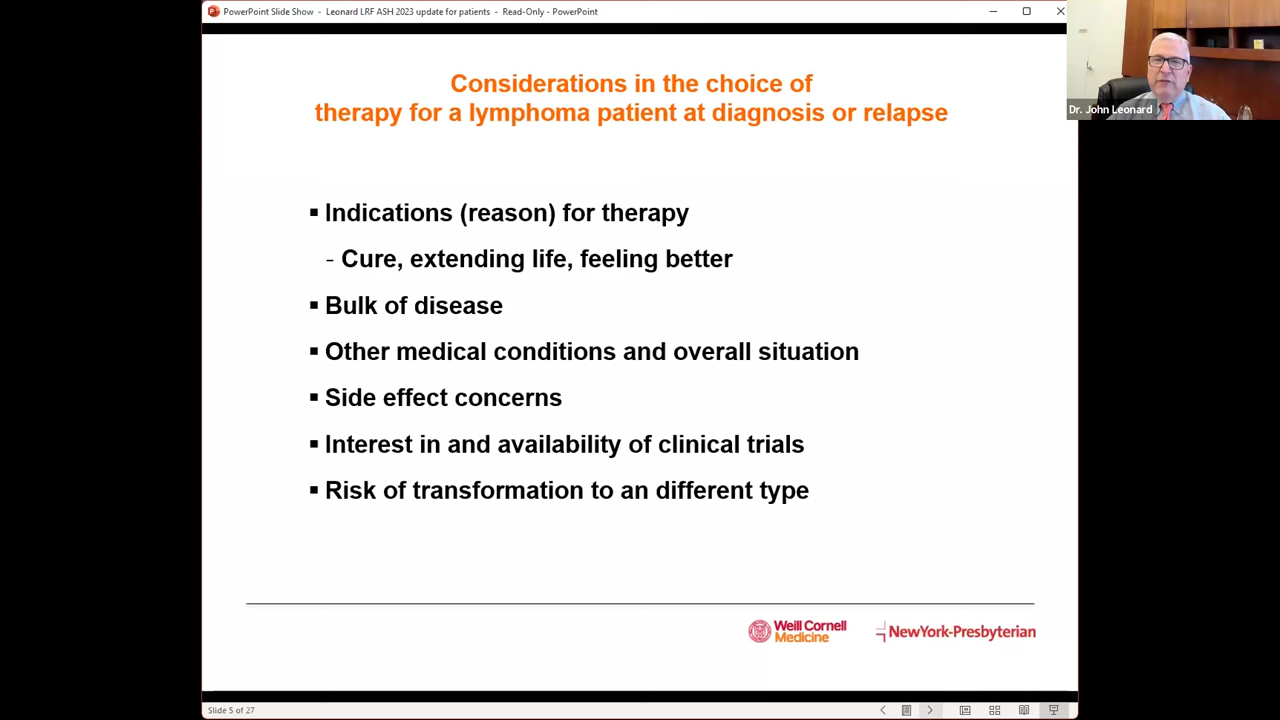 PowerPoint Slide Show - Leonard LRF ASH 2023 update for patients - Read-Only - PowerPoint
Dr. John Leonard
Considerations in the choice of
therapy for a lymphoma patient at diagnosis or relapse
▪ Indications (reason) for therapy
- Cure, extending life, feeling better
▪ Bulk of disease
▪ Other medical conditions and overall situation
▪ Side effect concerns
▪ Interest in and availability of clinical trials
▪ Risk of transformation to an different type
Weill Cornell
Medicine
NewYork-Presbyterian
Slide 5 of 27